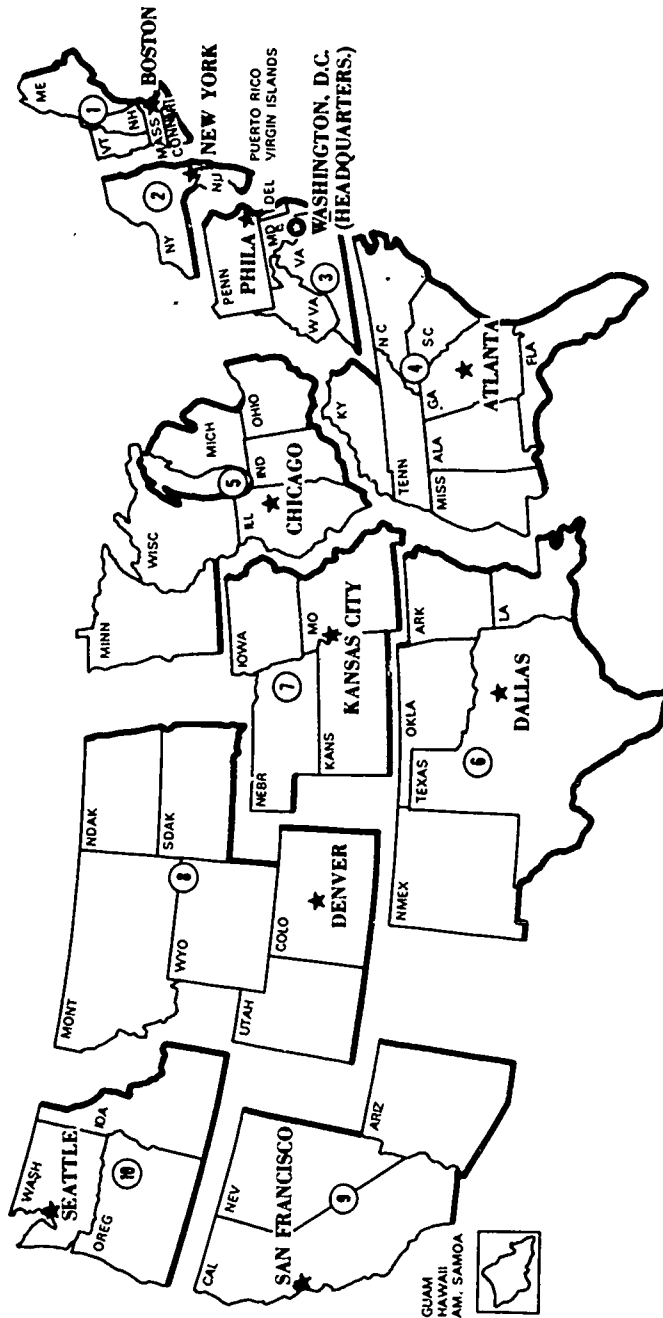 WASH
SEATTLE
IDA
OREG
10
CAL
NEV
SAN FRANCISCO
9
ARIZ
GUAM
HAWAII
AM. SAMOA
MONT
NDAK
SDAK
8
WYO
UTAH
COLO
DENVER
NEBR
7
IOWA
KANS
MO
KANSAS CITY
NMEX
TEXAS
OKLA
ARK
6
DALLAS
LA
MINN
WISC
MICH
5
ILL
IND
OHIO
CHICAGO
KY
TENN
N C
4
SC
MISS
ALA
GA
ATLANTA
FLA
PENN
PHILA
MD
DEL
W VA
VA
3
WASHINGTON, D.C.
(HEADQUARTERS.)
NY
2
NJ
NEW YORK
PUERTO RICO
VIRGIN ISLANDS
ME
1
VT
NH
MASS
CONN
RI
BOSTON